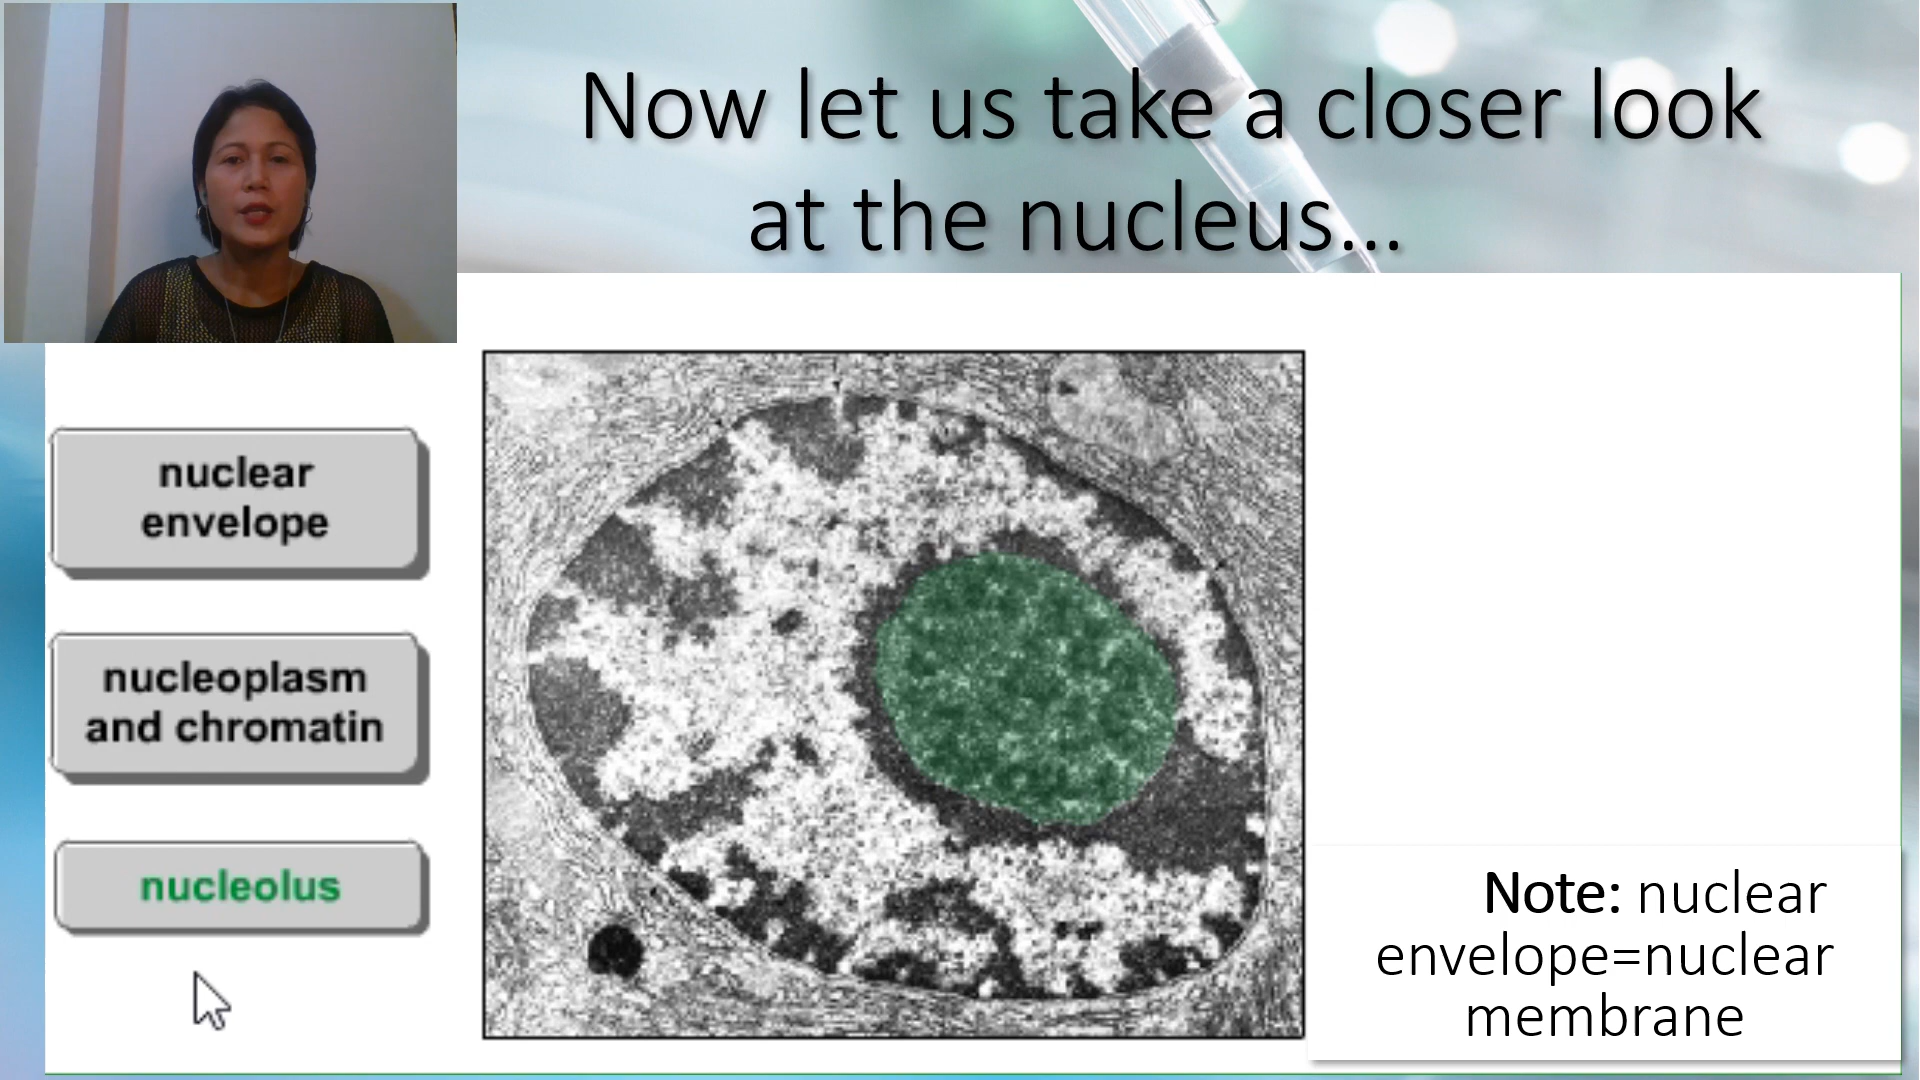 Now let us take a closer look
at the nucleus...
nuclear
envelope
nucleoplasm
and chromatin
nucleolus
Note: nuclear
envelope=nuclear
membrane